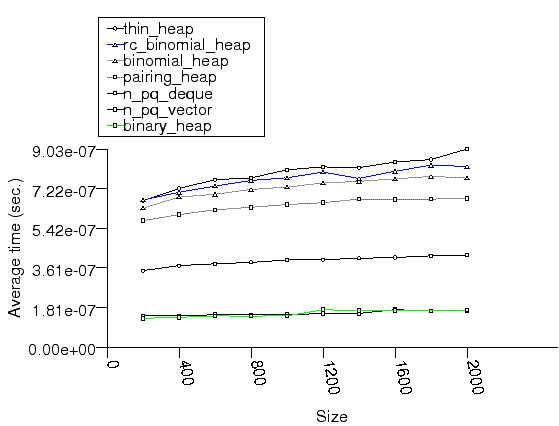 thin_heap
rc_binomial_heap
binomial_heap
pairing_heap
n_pq_deque
n_pq_vector
binary_heap
9.03e-07
7.22e-07
5.42e-07
3.61e-07
1.81e-07
0.00e+00
Average time (sec.)
0
400
800
1200
1600
2000
Size